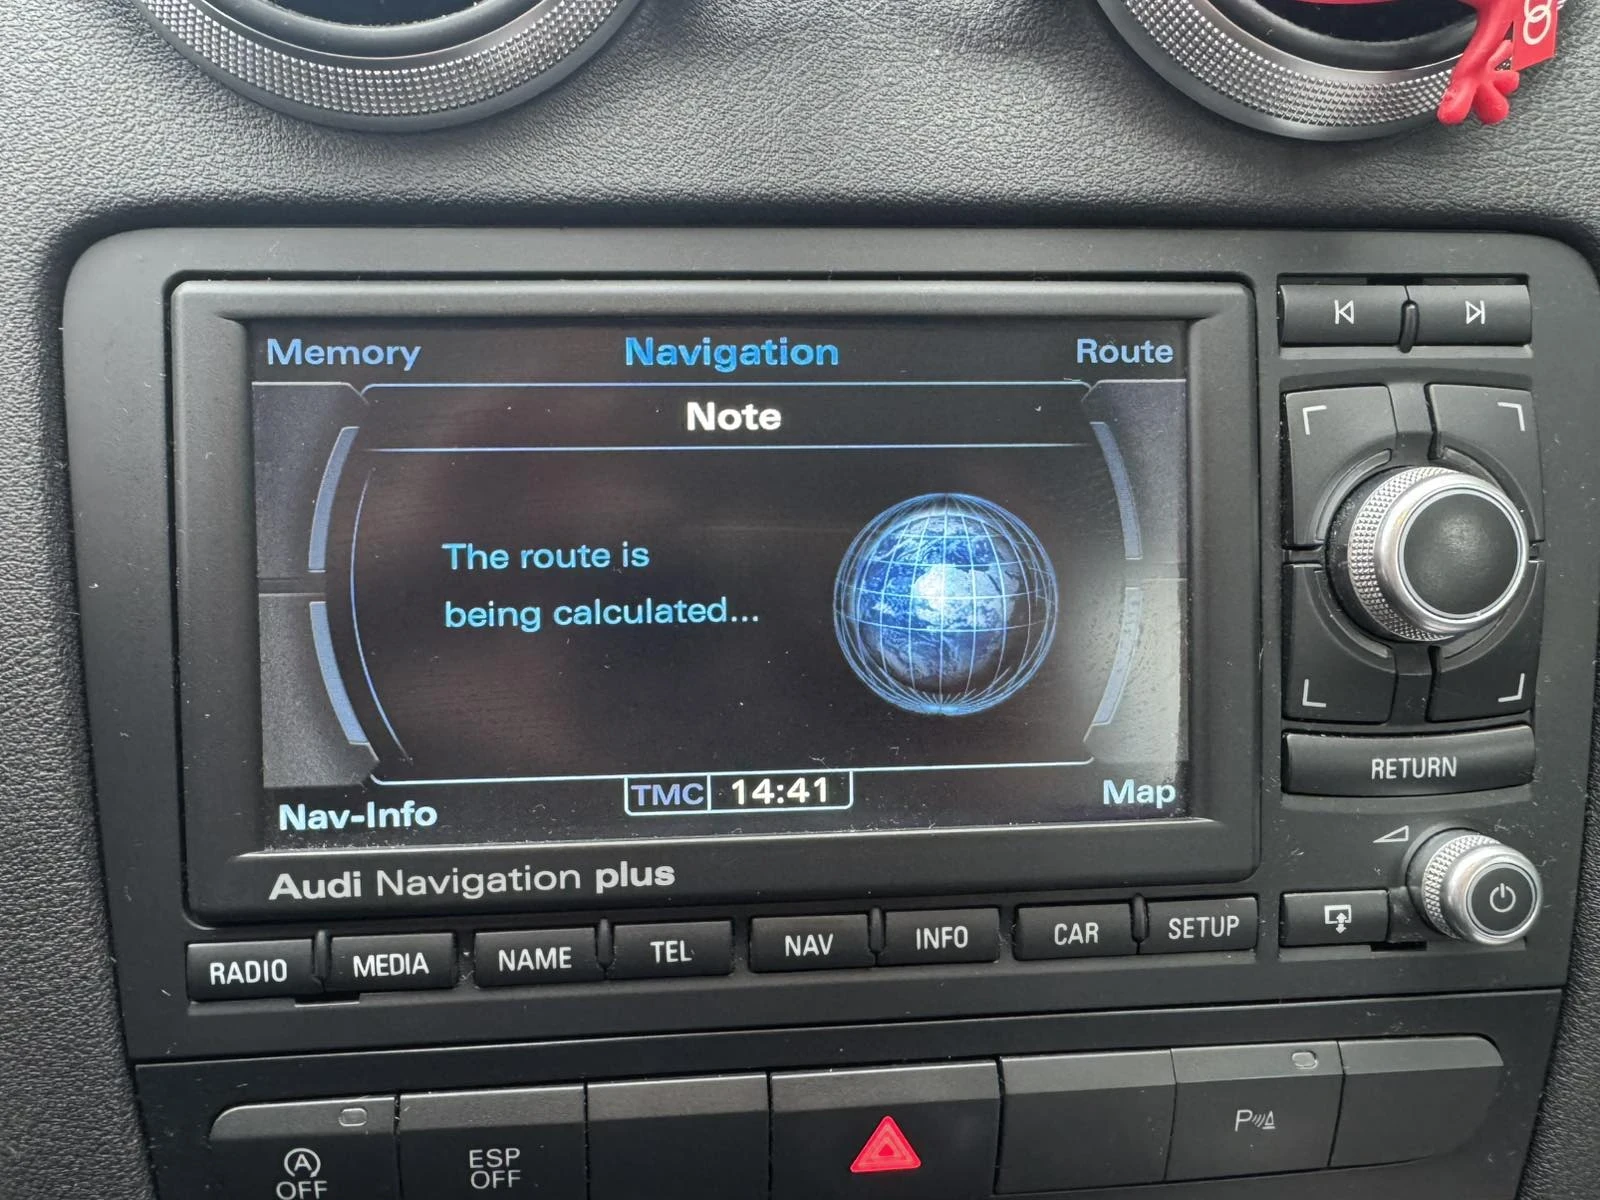 Memory Navigation Route
Note
The route is
being calculated...
Nav-Info TMC 14:41 Map
Audi Navigation plus
RETURN
RADIO MEDIA NAME TEL NAV INFO CAR SETUP
A
OFF
ESP
OFF
P